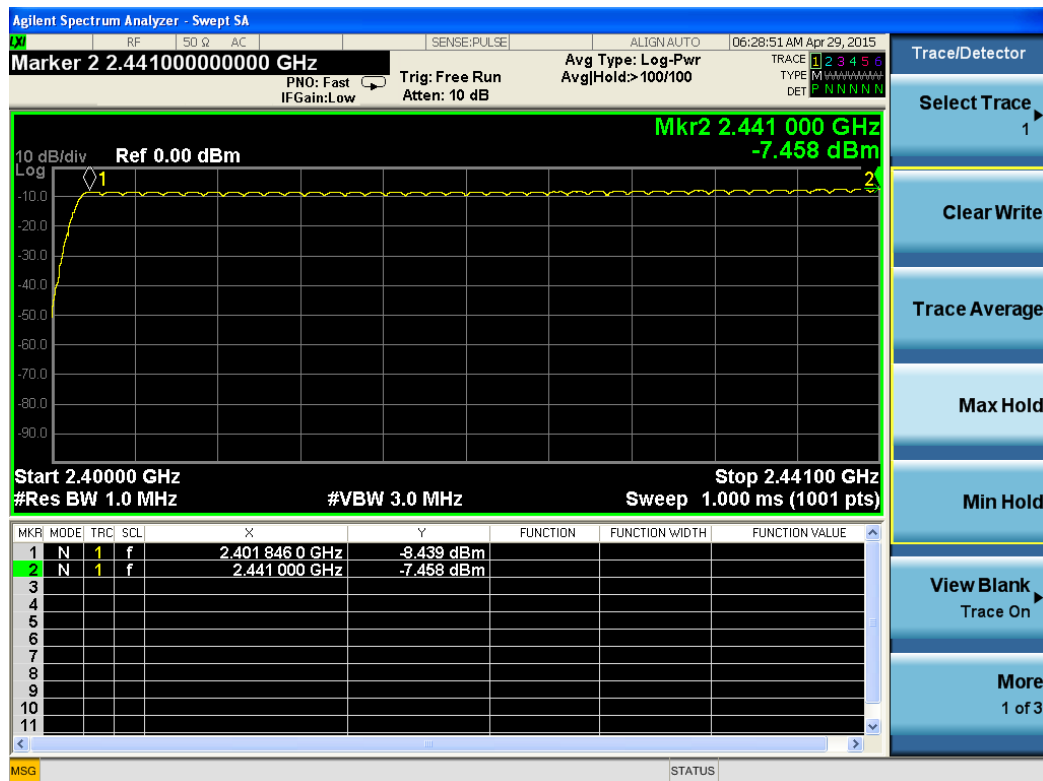 Agilent Spectrum Analyzer - Swept SA
LXI RF 50 Ω AC SENSE:PULSE ALIGN AUTO 06:28:51 AM Apr 29, 2015
Marker 2 2.441000000000 GHz
PNO: Fast
IFGain:Low
Trig: Free Run
Atten: 10 dB
Avg Type: Log-Pwr
Avg|Hold:>100/100
TRACE 1 2 3 4 5 6
TYPE M WWWWW
DET P N N N N N
Mkr2 2.441 000 GHz
-7.458 dBm
10 dB/div Ref 0.00 dBm
Log
1
2
-10.0
-20.0
-30.0
-40.0
-50.0
-60.0
-70.0
-80.0
-90.0
Start 2.40000 GHz Stop 2.44100 GHz
#Res BW 1.0 MHz #VBW 3.0 MHz Sweep 1.000 ms (1001 pts)
MKR MODE TRC SCL X Y FUNCTION FUNCTION WIDTH FUNCTION VALUE
1 N 1 f 2.401 846 0 GHz -8.439 dBm
2 N 1 f 2.441 000 GHz -7.458 dBm
3
4
5
6
7
8
9
10
11
MSG STATUS
Trace/Detector
Select Trace
1
Clear Write
Trace Average
Max Hold
Min Hold
View Blank
Trace On
More
1 of 3